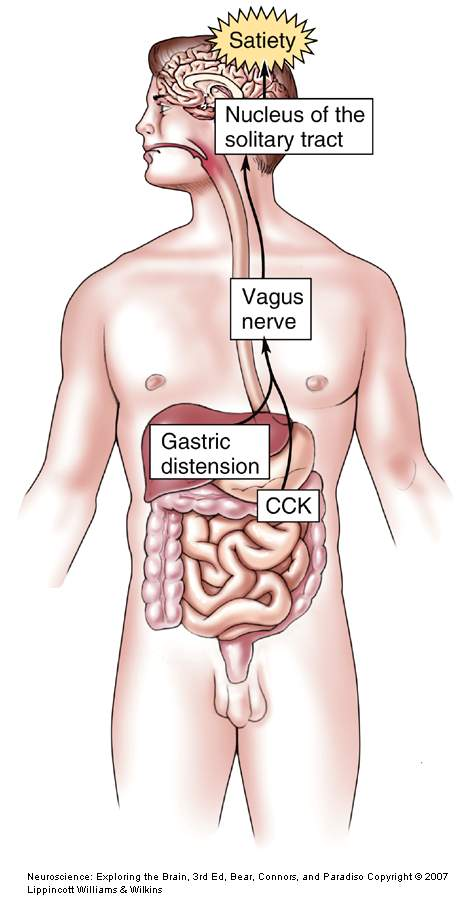 Satiety
Nucleus of the
solitary tract
Vagus
nerve
Gastric
distension
CCK
Neuroscience: Exploring the Brain, 3rd Ed, Bear, Connors, and Paradiso Copyright © 2007
Lippincott Williams & Wilkins